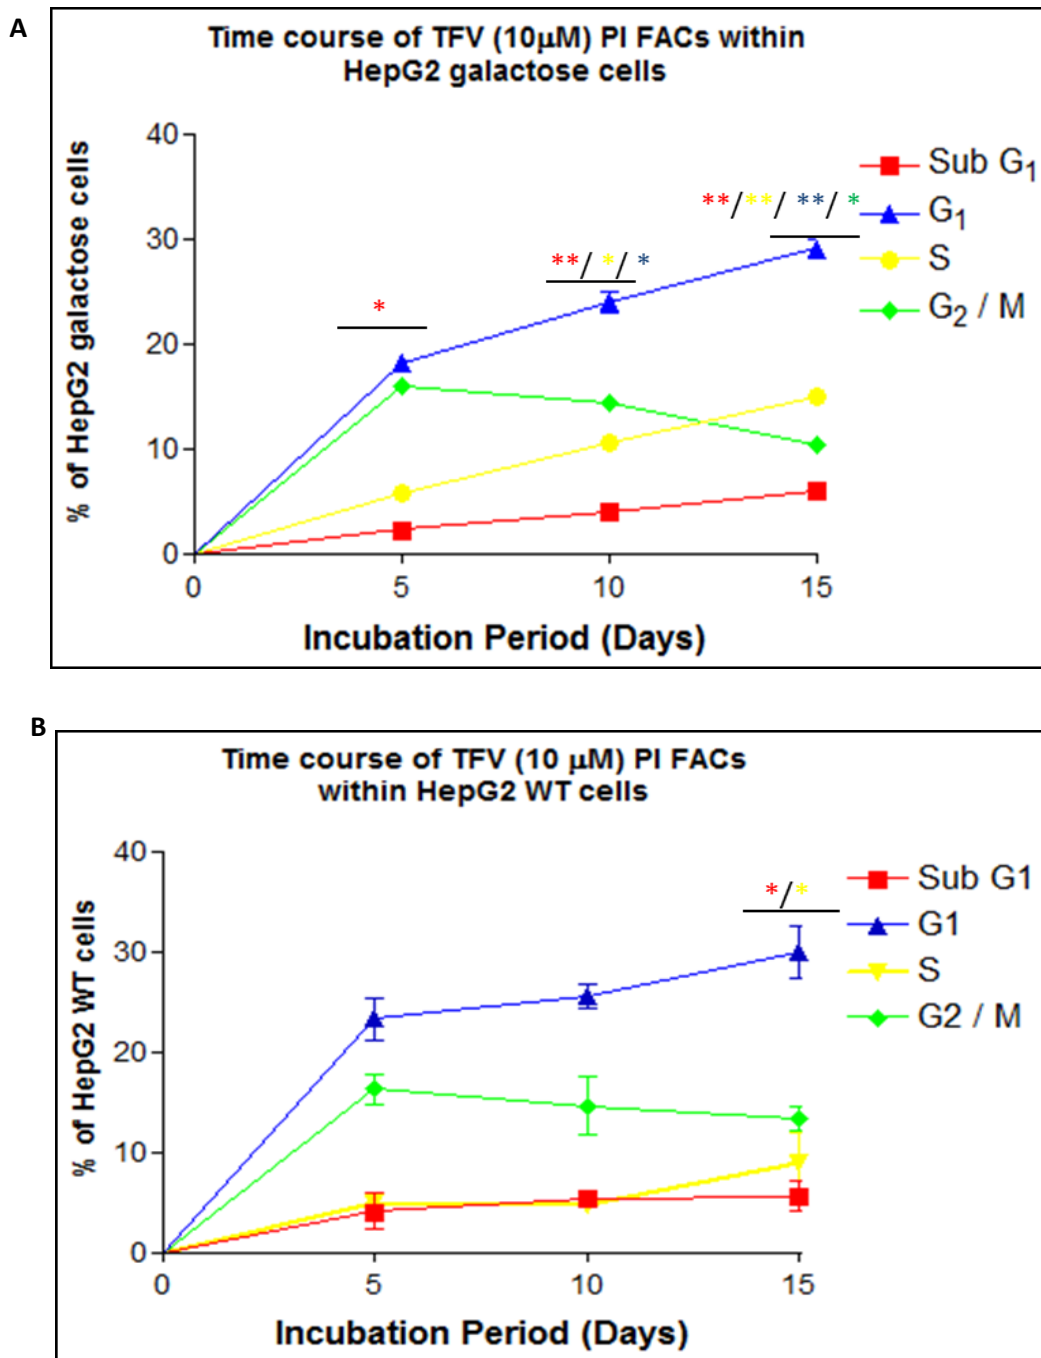 A
Time course of TFV (10μM) PI FACs within
HepG2 galactose cells
% of HepG2 galactose cells
40
30
20
10
0
0 5 10 15
Incubation Period (Days)
*
**/*/*
**/**/**/*
Sub G1
G1
S
G2 / M
B
Time course of TFV (10 μM) PI FACs
within HepG2 WT cells
% of HepG2 WT cells
40
30
20
10
0
0 5 10 15
Incubation Period (Days)
*/*
Sub G1
G1
S
G2 / M